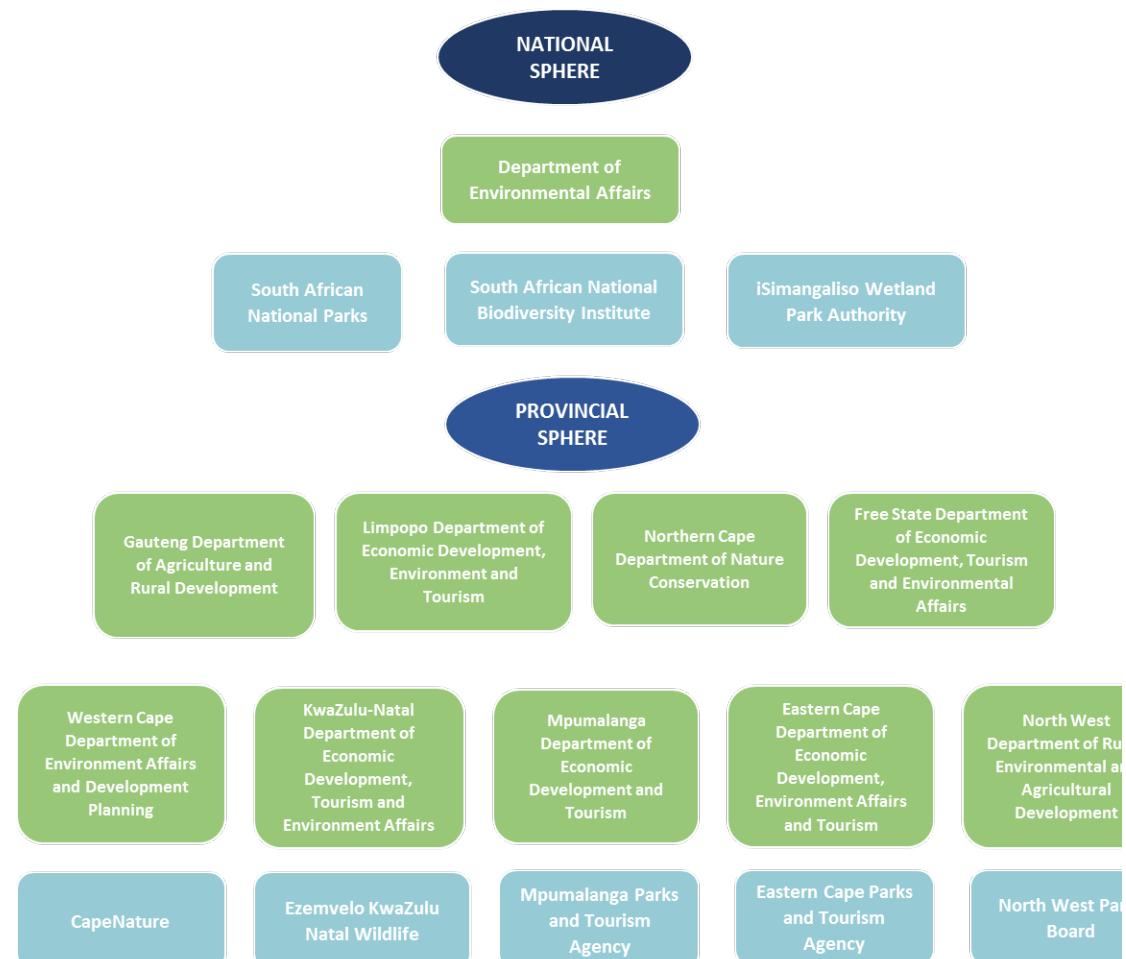 NATIONAL
SPHERE
Department of
Environmental Affairs
South African
National Parks
South African National
Biodiversity Institute
iSimangaliso Wetland
Park Authority
PROVINCIAL
SPHERE
Gauteng Department
of Agriculture and
Rural Development
Limpopo Department of
Economic Development,
Environment and
Tourism
Northern Cape
Department of Nature
Conservation
Free State Department
of Economic
Development, Tourism
and Environmental
Affairs
Western Cape
Department of
Environment Affairs
and Development
Planning
KwaZulu-Natal
Department of
Economic
Development,
Tourism and
Environment Affairs
Mpumalanga
Department of
Economic
Development and
Tourism
Eastern Cape
Department of
Economic
Development,
Environment Affairs
and Tourism
North West
Department of
Environmental
Agricultural
Development
CapeNature
Ezemvelo KwaZulu
Natal Wildlife
Mpumalanga Parks
and Tourism
Agency
Eastern Cape Parks
and Tourism
Agency
North West
Board